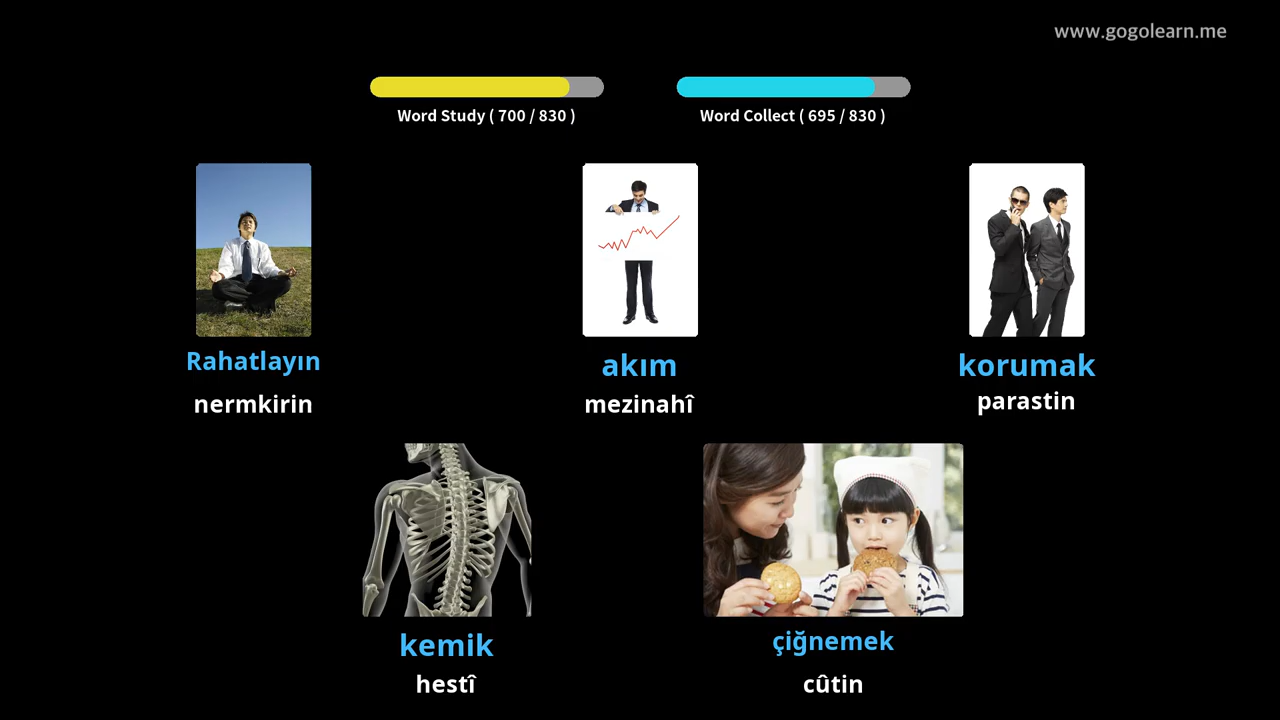 www.gogolearn.me
Word Study ( 700 / 830 )
Word Collect ( 695 / 830 )
Rahatlayın
nermkirin
akım
mezinahî
korumak
parastin
kemik
hestî
çiğnemek
cûtin